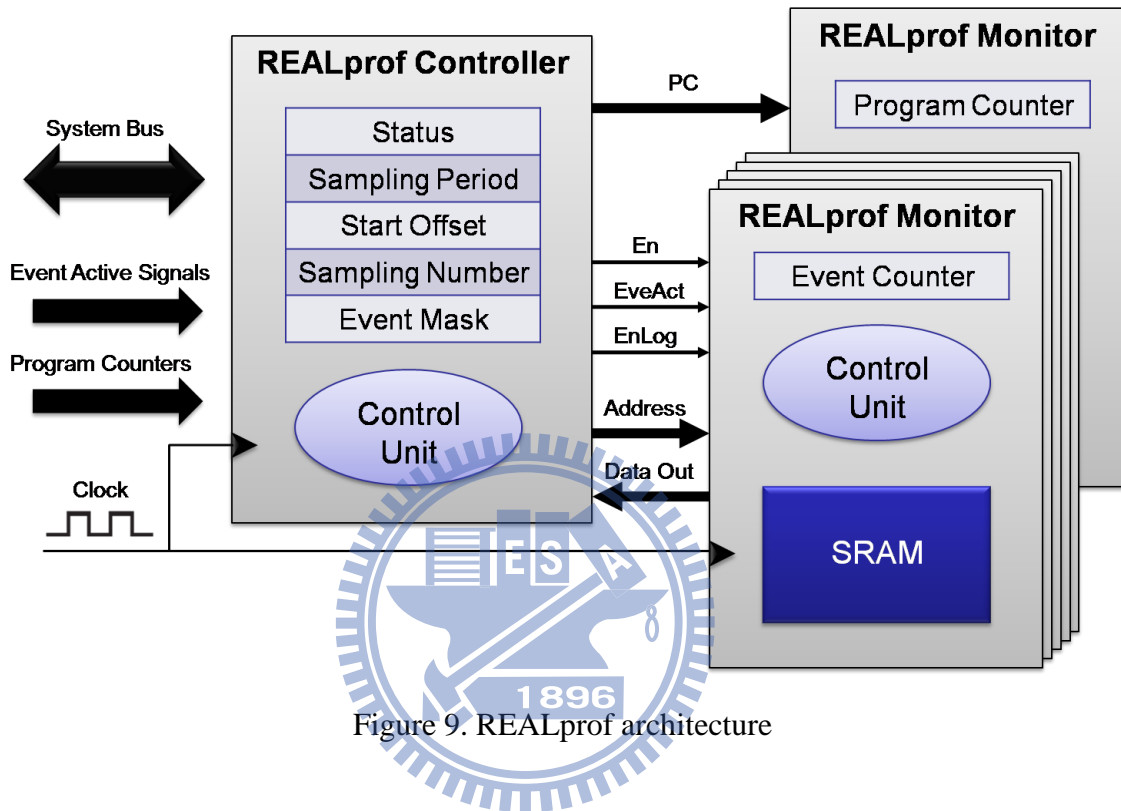 REALprof Controller
Status
Sampling Period
Start Offset
Sampling Number
Event Mask
Control
Unit
System Bus
Event Active Signals
Program Counters
Clock
PC
En
EveAct
EnLog
Address
Data Out
REALprof Monitor
Program Counter
REALprof Monitor
Event Counter
Control
Unit
SRAM
E S A
8
1896
Figure 9. REALprof architecture